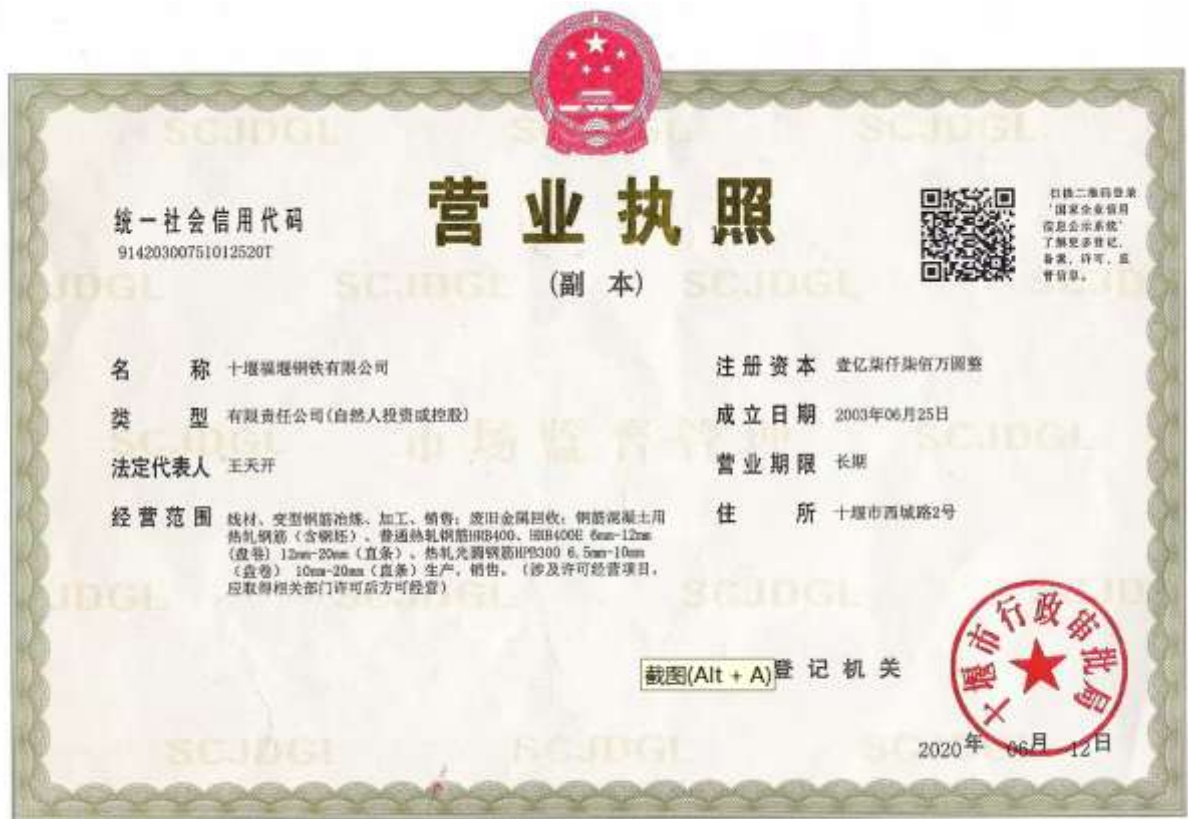 统一社会信用代码
91420300751012520T
营业执照
(副 本)
扫描二维码登录
'国家企业信用
信息公示系统'
了解更多登记、
备案、许可、监
管信息。
名 称 十堰福堰钢铁有限公司
类 型 有限责任公司(自然人投资或控股)
法定代表人 王天开
经营范围 线材、变型钢筋冶炼、加工、销售；废旧金属回收；钢筋混凝土用
热轧钢筋（含钢坯）、普通热轧钢筋HRB400、HRB400E 6mm-12mm
(盘卷) 12mm-20mm（直条）、热轧光圆钢筋HPB300 6.5mm-10mm
（盘卷） 10mm-20mm（直条）生产，销售。（涉及许可经营项目，
应取得相关部门许可后方可经营）
注册资本 壹亿柒仟柒佰万圆整
成立日期 2003年06月25日
营业期限 长期
住 所 十堰市西城路2号
截图(Alt + A)
登记机关
十堰市行政审批局
2020年 06月 12日
SCJDGL
市场监督管理